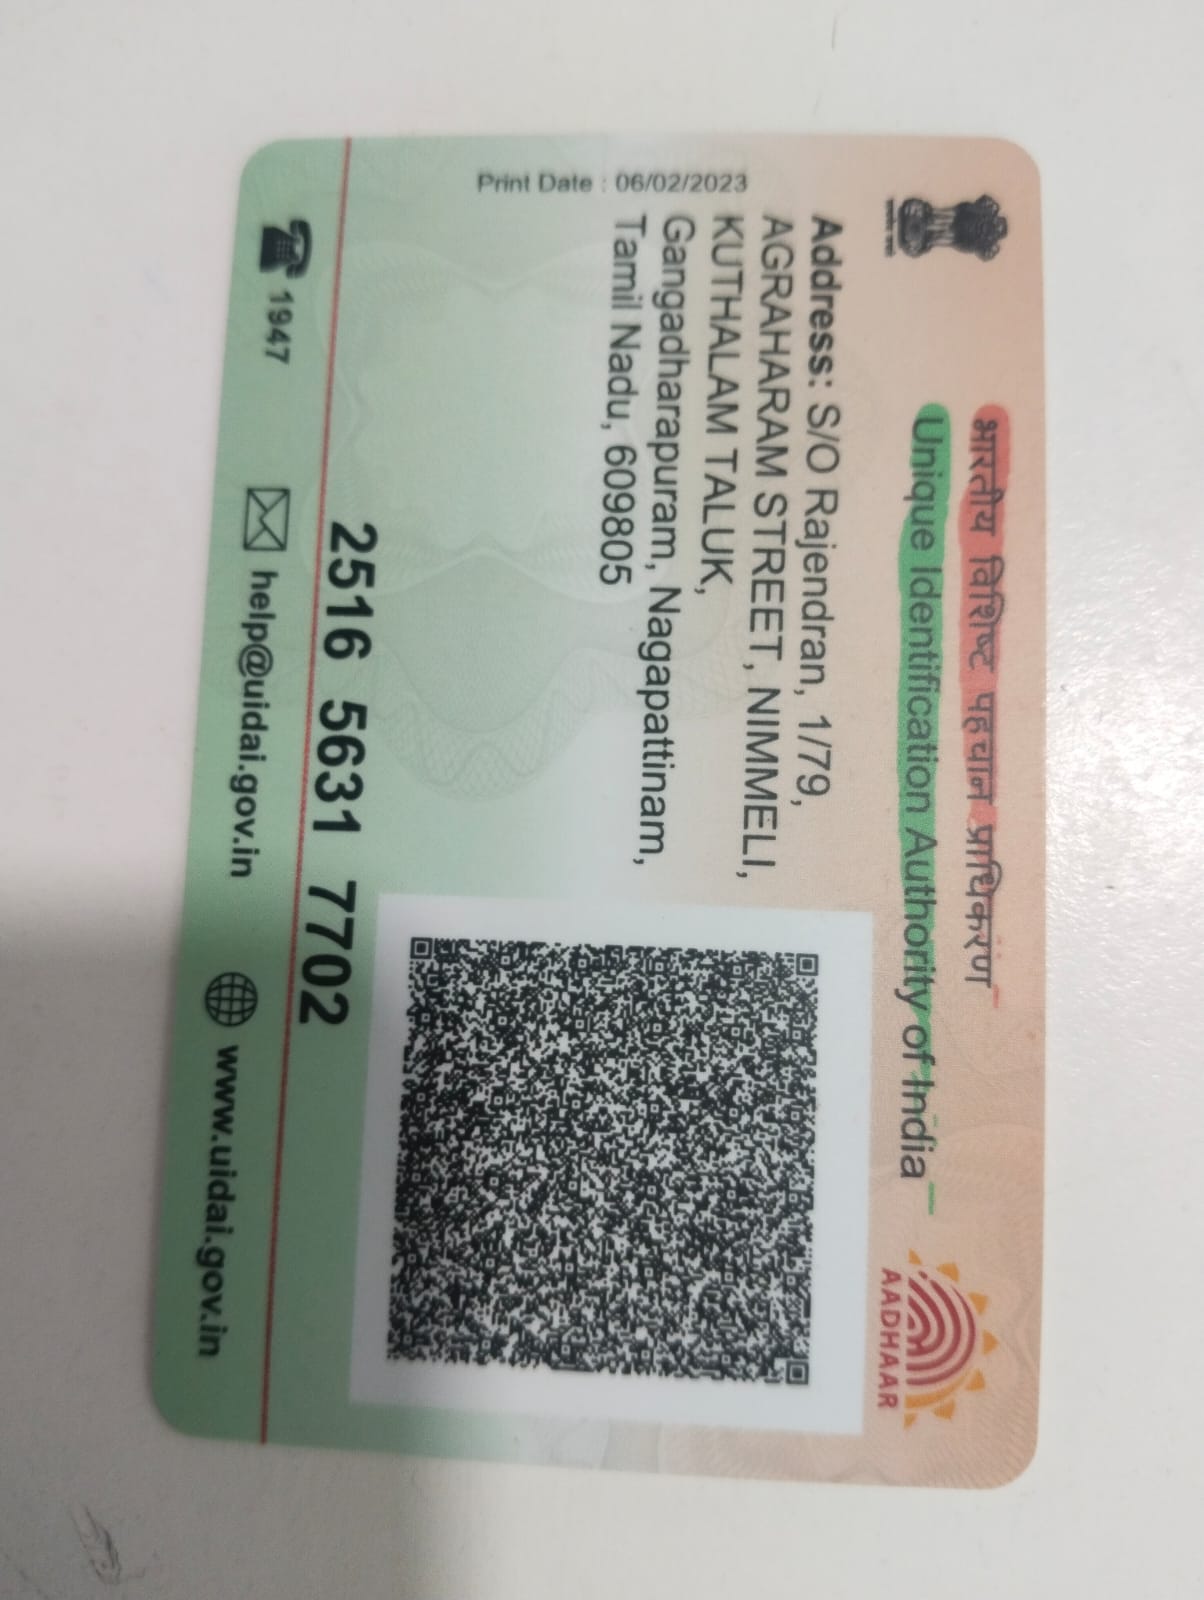 भारतीय विशिष्ट पहचान प्राधिकरण
Unique Identification Authority of India
AADHAAR
Print Date : 06/02/2023
Address: S/O Rajendran, 1/79,
AGRAHARAM STREET, NIMMELI,
KUTHALAM TALUK,
Gangadharapuram, Nagapattinam,
Tamil Nadu, 609805
2516 5631 7702
1947
help@uidai.gov.in
www.uidai.gov.in